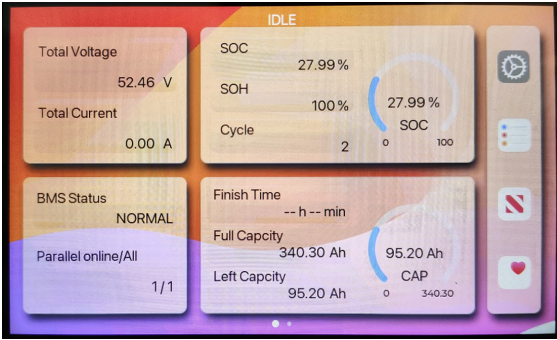 IDLE
Total Voltage
52.46 V
Total Current
0.00 A
SOC
27.99 %
SOH
100 %
Cycle
2
27.99 %
SOC
0 100
BMS Status
NORMAL
Parallel online/All
1/1
Finish Time
-- h -- min
Full Capcity
340.30 Ah
Left Capcity
95.20 Ah
95.20 Ah
CAP
0 340.30